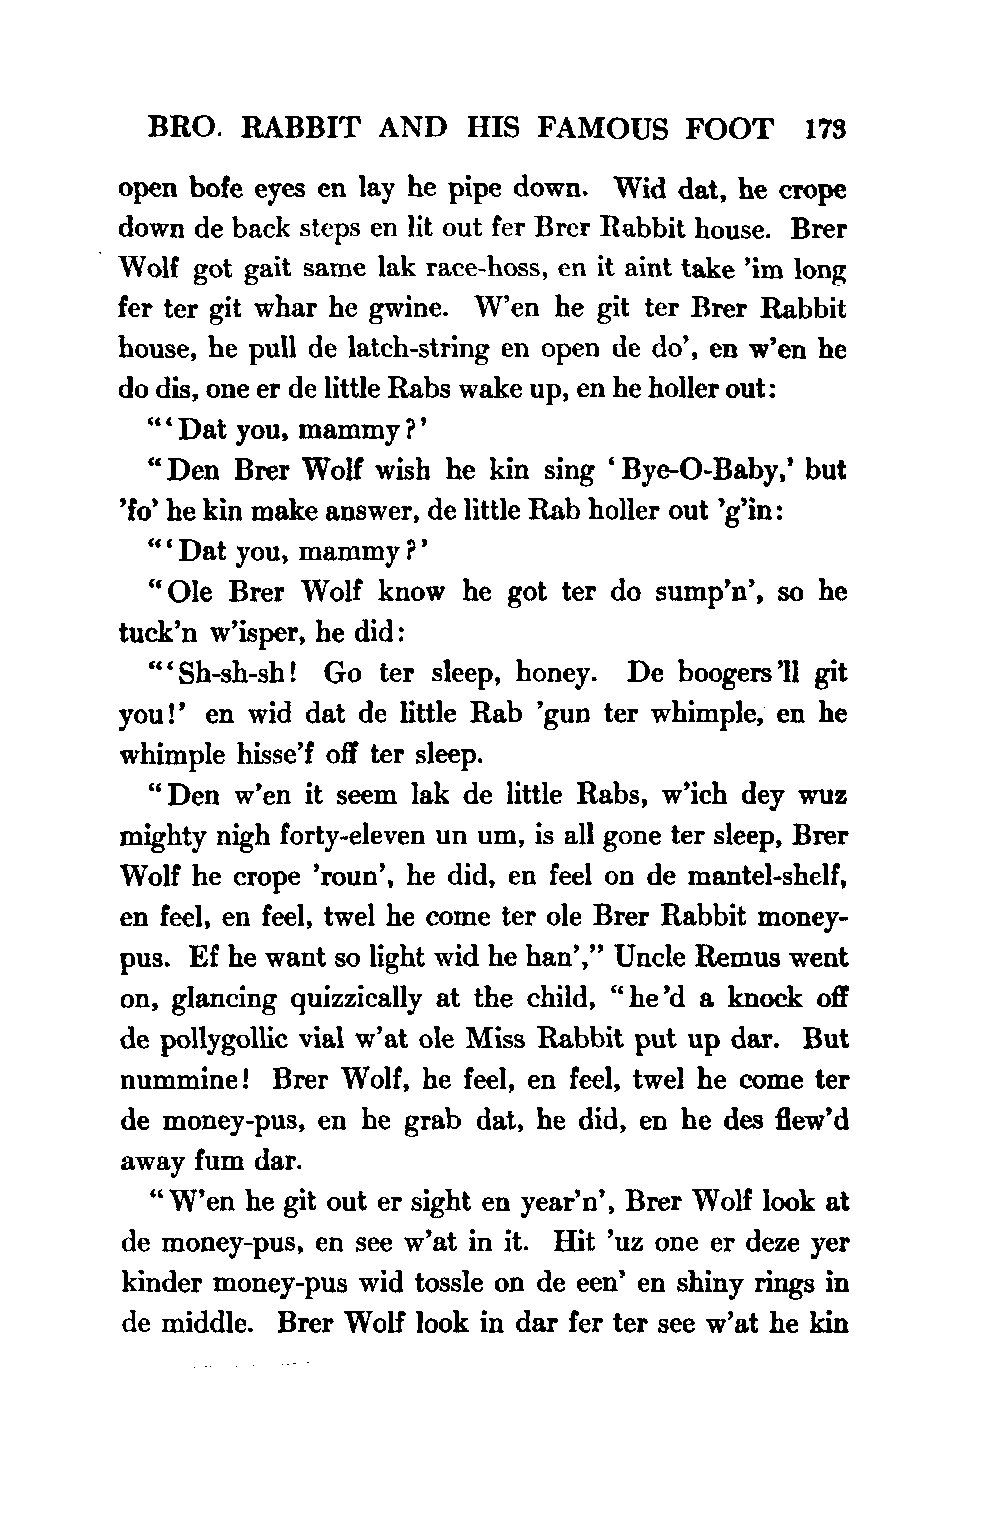 BRO. RABBIT AND HIS FAMOUS FOOT 173
open bofe eyes en lay he pipe down. Wid dat, he crope
down de back steps en lit out fer Brer Rabbit house. Brer
Wolf got gait same lak race-hoss, en it aint take 'im long
fer ter git whar he gwine. W'en he git ter Brer Rabbit
house, he pull de latch-string en open de do', en w'en he
do dis, one er de little Rabs wake up, en he holler out:
"'Dat you, mammy?'
"Den Brer Wolf wish he kin sing 'Bye-O-Baby,' but
'fo' he kin make answer, de little Rab holler out 'g'in:
"'Dat you, mammy?'
"Ole Brer Wolf know he got ter do sump'n', so he
tuck'n w'isper, he did:
"'Sh-sh-sh! Go ter sleep, honey. De boogers 'll git
you!' en wid dat de little Rab 'gun ter whimple, en he
whimple hisse'f off ter sleep.
"Den w'en it seem lak de little Rabs, w'ich dey wuz
mighty nigh forty-eleven un um, is all gone ter sleep, Brer
Wolf he crope 'roun', he did, en feel on de mantel-shelf,
en feel, en feel, twel he come ter ole Brer Rabbit money-
pus. Ef he want so light wid he han'," Uncle Remus went
on, glancing quizzically at the child, "he 'd a knock off
de pollygollic vial w'at ole Miss Rabbit put up dar. But
nummine! Brer Wolf, he feel, en feel, twel he come ter
de money-pus, en he grab dat, he did, en he des flew'd
away fum dar.
"W'en he git out er sight en year'n', Brer Wolf look at
de money-pus, en see w'at in it. Hit 'uz one er deze yer
kinder money-pus wid tossle on de een' en shiny rings in
de middle. Brer Wolf look in dar fer ter see w'at he kin